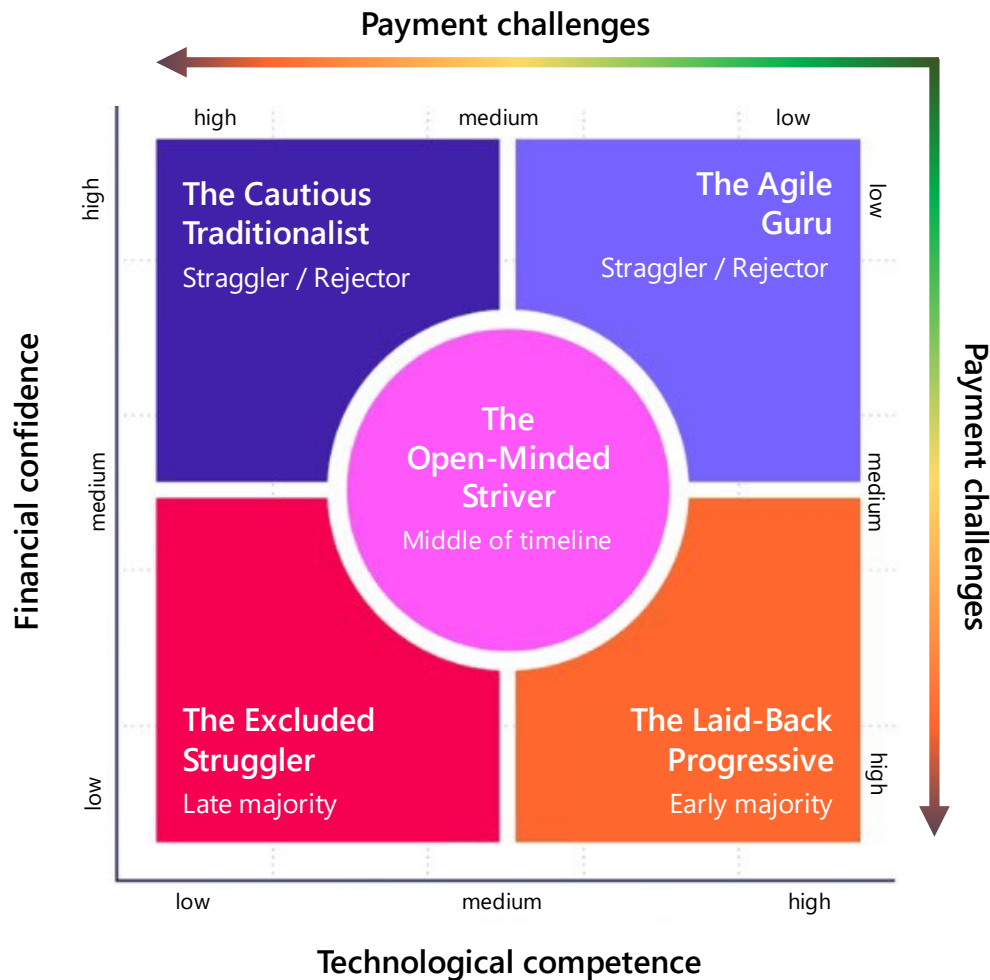 Payment challenges
high
medium
low
high
The Cautious
Traditionalist
Straggler / Rejector
The Agile
Guru
Straggler / Rejector
low
Financial confidence
medium
The
Open-Minded
Striver
Middle of timeline
medium
Payment challenges
low
The Excluded
Struggler
Late majority
The Laid-Back
Progressive
Early majority
high
low
medium
high
Technological competence